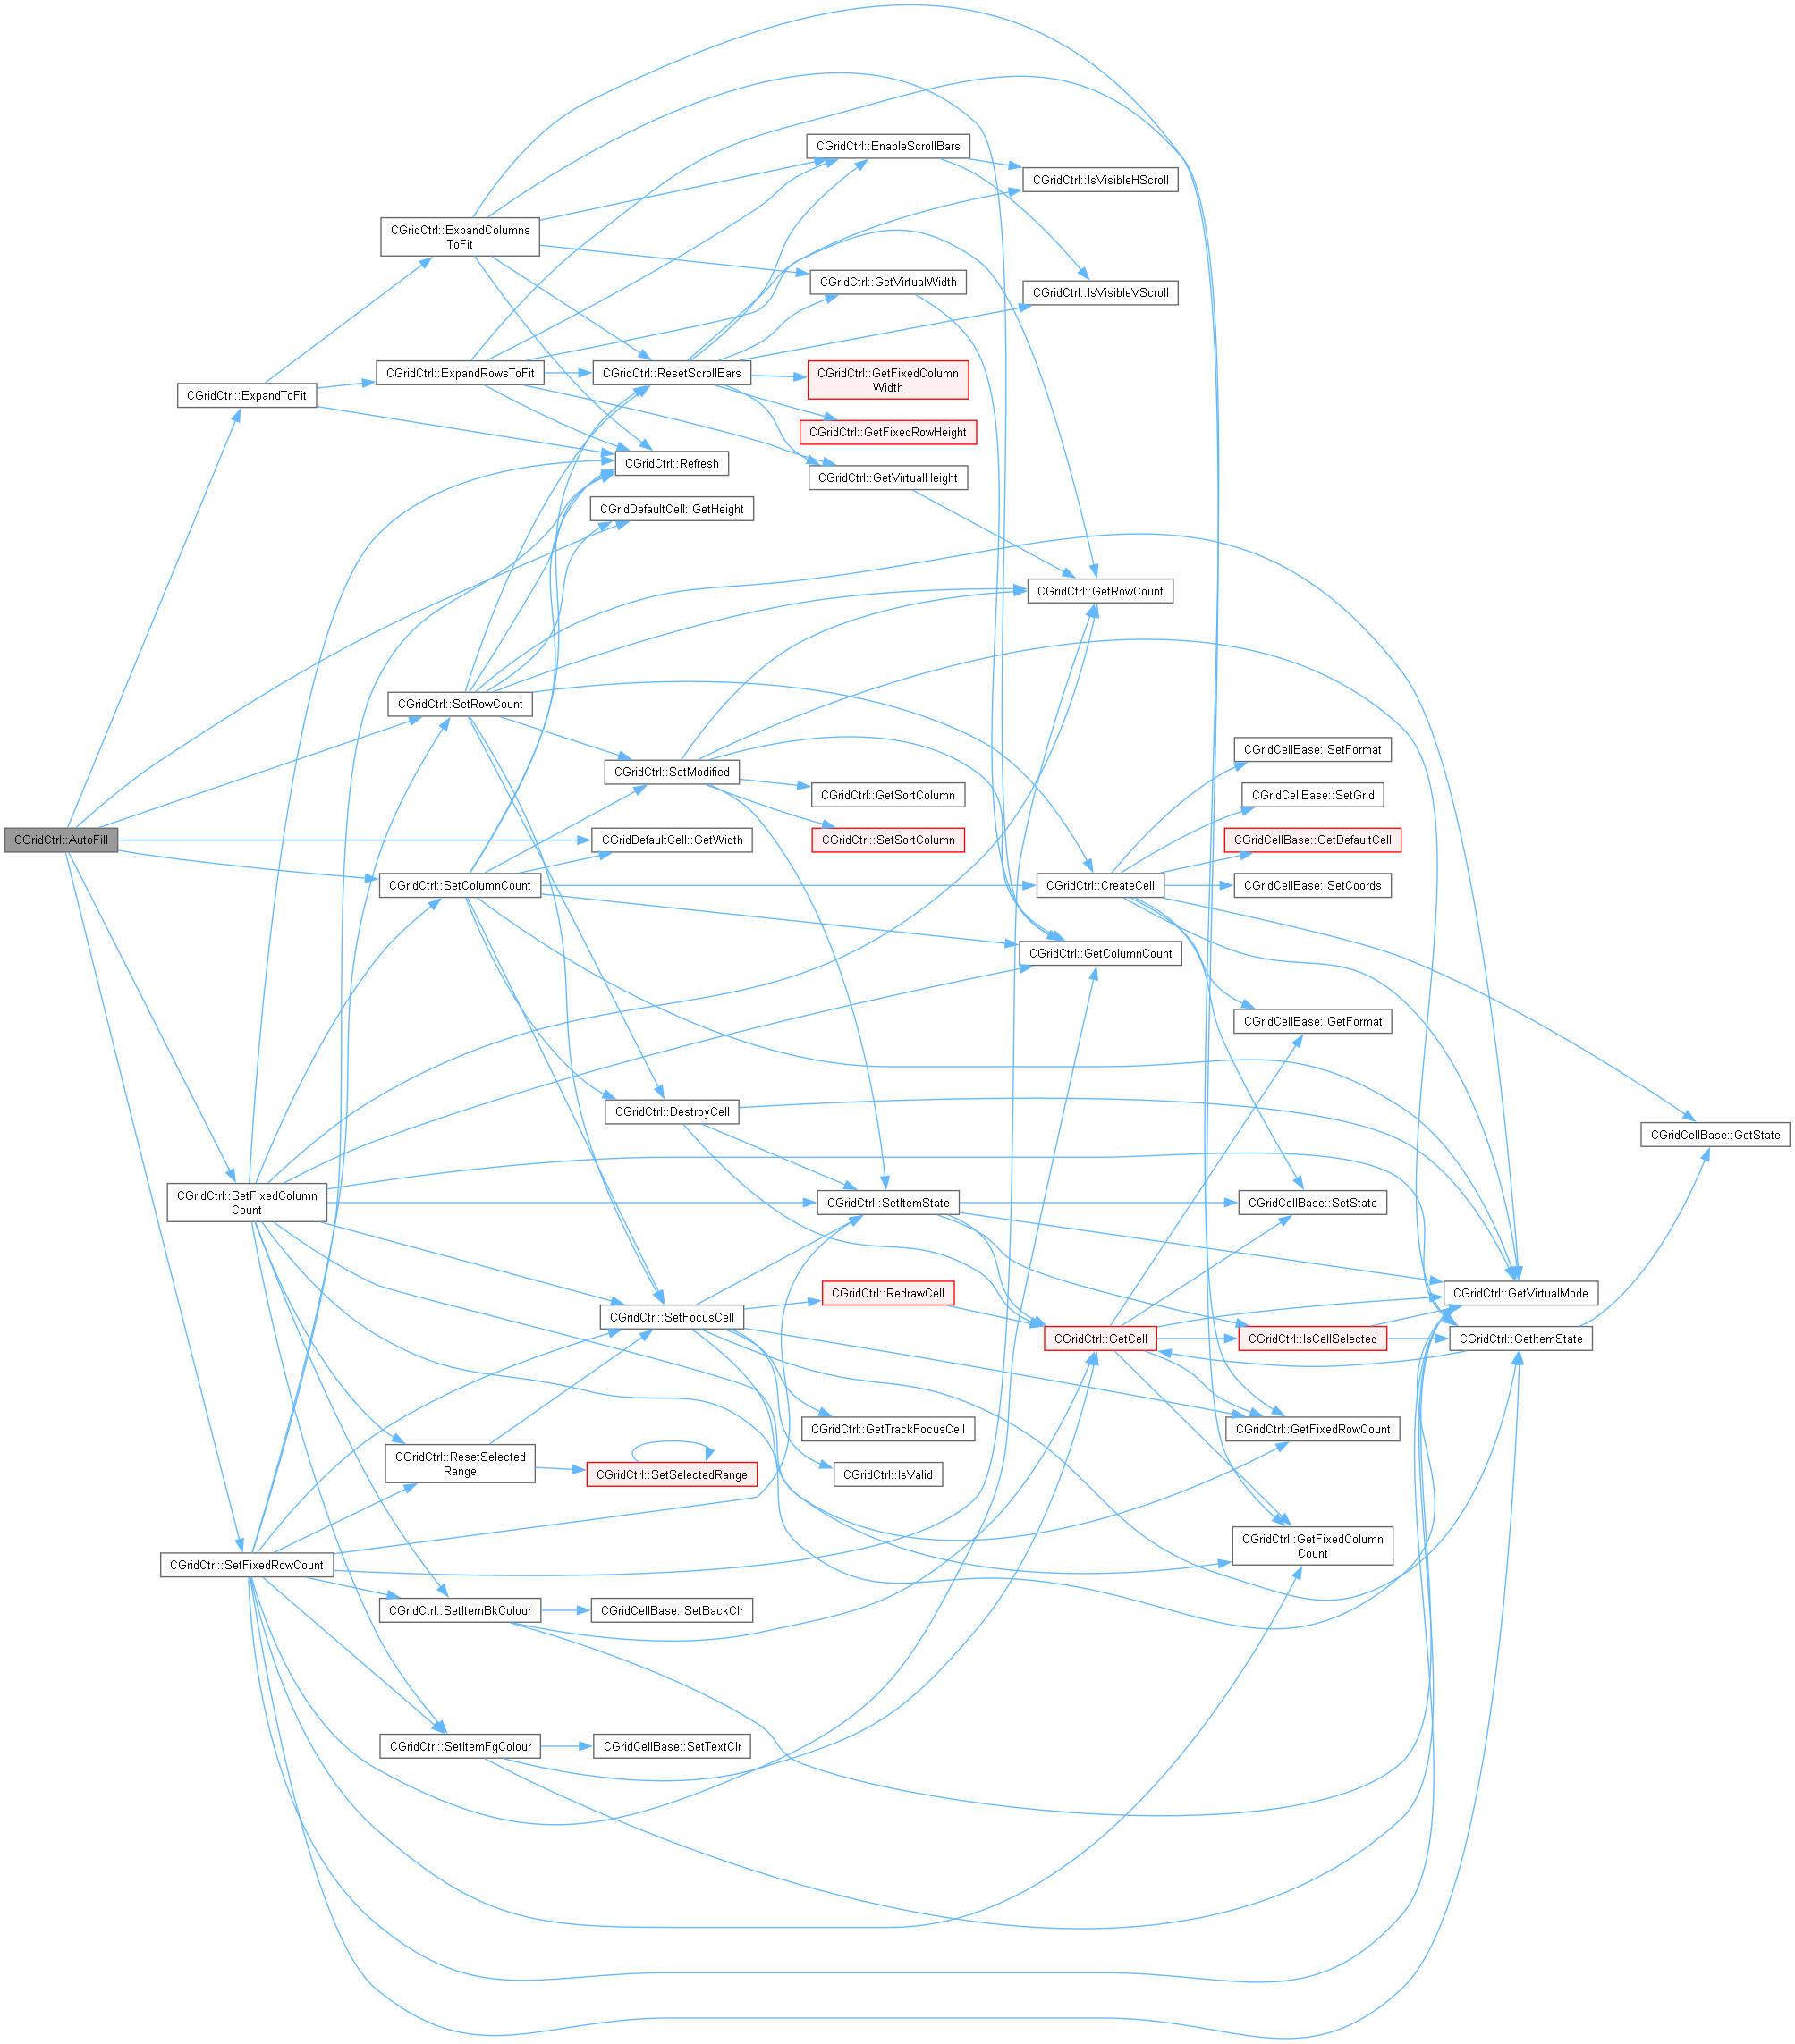 CGridCtrl::AutoFill
CGridCtrl::ExpandToFit
CGridCtrl::SetFixedColumn
Count
CGridCtrl::SetFixedRowCount
CGridCtrl::ExpandColumns
ToFit
CGridCtrl::ExpandRowsToFit
CGridCtrl::SetRowCount
CGridCtrl::SetColumnCount
CGridCtrl::ResetSelected
Range
CGridCtrl::SetItemBkColour
CGridCtrl::SetItemFgColour
CGridCtrl::ResetScrollBars
CGridCtrl::Refresh
CGridDefaultCell::GetHeight
CGridCtrl::SetModified
CGridDefaultCell::GetWidth
CGridCtrl::DestroyCell
CGridCtrl::SetFocusCell
CGridCtrl::SetSelectedRange
CGridCellBase::SetBackClr
CGridCellBase::SetTextClr
CGridCtrl::EnableScrollBars
CGridCtrl::GetVirtualWidth
CGridCtrl::GetFixedColumn
Width
CGridCtrl::GetFixedRowHeight
CGridCtrl::GetVirtualHeight
CGridCtrl::GetSortColumn
CGridCtrl::SetSortColumn
CGridCtrl::SetItemState
CGridCtrl::RedrawCell
CGridCtrl::GetTrackFocusCell
CGridCtrl::IsValid
CGridCtrl::IsVisibleHScroll
CGridCtrl::IsVisibleVScroll
CGridCtrl::GetRowCount
CGridCtrl::CreateCell
CGridCtrl::GetColumnCount
CGridCtrl::GetCell
CGridCellBase::SetFormat
CGridCellBase::SetGrid
CGridCellBase::GetDefaultCell
CGridCellBase::SetCoords
CGridCellBase::GetFormat
CGridCellBase::SetState
CGridCtrl::IsCellSelected
CGridCtrl::GetFixedRowCount
CGridCtrl::GetFixedColumn
Count
CGridCtrl::GetVirtualMode
CGridCtrl::GetItemState
CGridCellBase::GetState